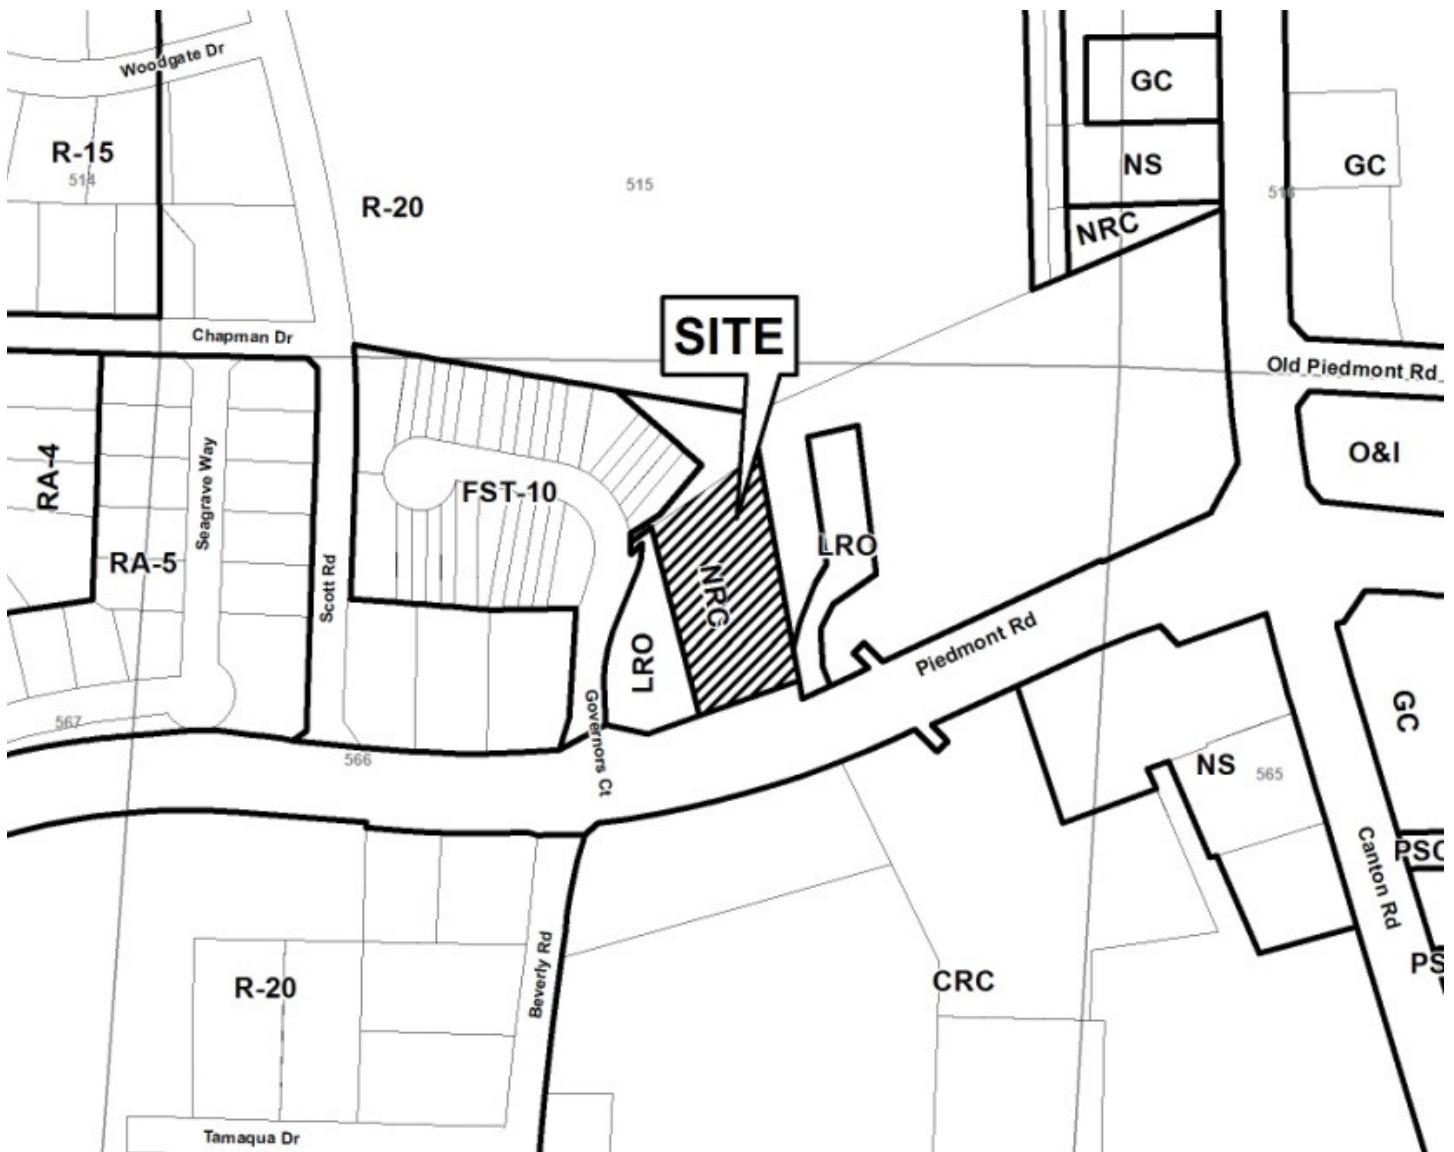 Woodgate Dr
GC
R-15
514
NS
GC
515
516
R-20
NRC
SITE
Chapman Dr
Old Piedmont Rd
O&I
RA-4
Seagrave Way
FST-10
LRO
RA-5
Scott Rd
NRC
Piedmont Rd
LRO
Governors Ct
GC
567
566
NS
565
PSC
Canton Rd
PS
R-20
Beverly Rd
CRC
Tamaqua Dr